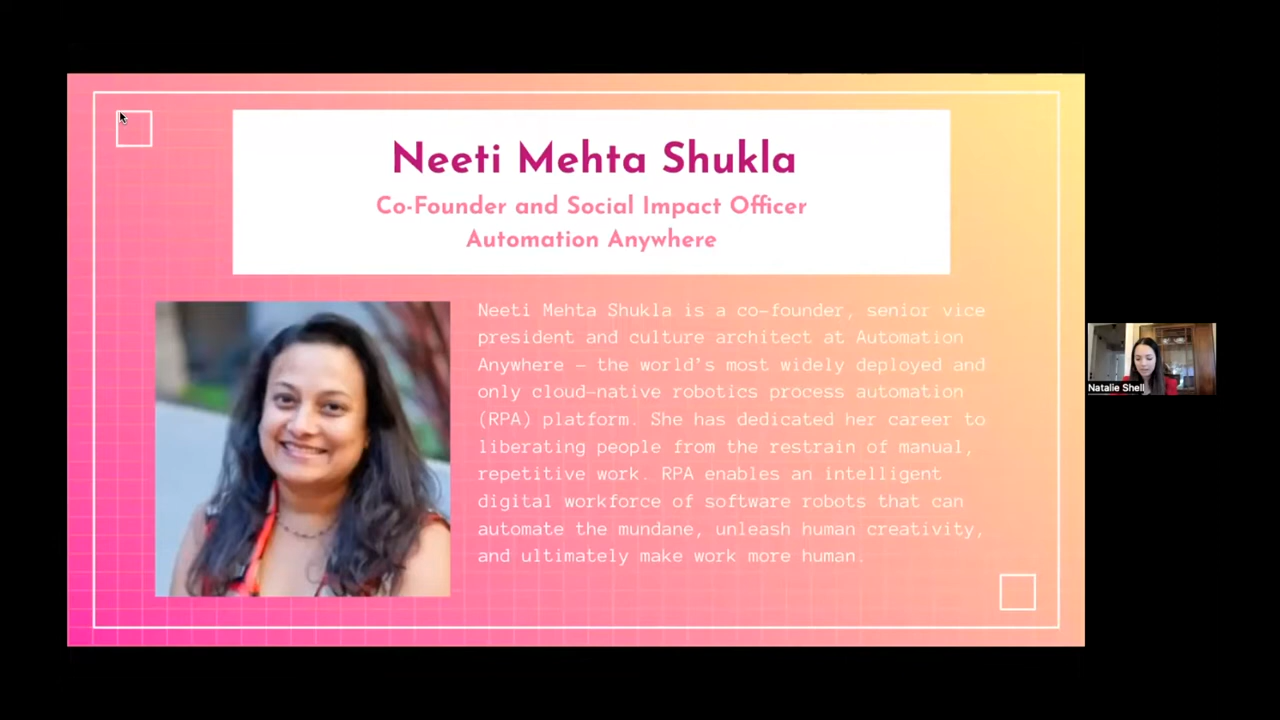 Neeti Mehta Shukla
Co-Founder and Social Impact Officer
Automation Anywhere
Neeti Mehta Shukla is a co-founder, senior vice
president and culture architect at Automation
Anywhere – the world's most widely deployed and
only cloud-native robotics process automation
(RPA) platform. She has dedicated her career to
liberating people from the restrain of manual,
repetitive work. RPA enables an intelligent
digital workforce of software robots that can
automate the mundane, unleash human creativity,
and ultimately make work more human.
Natalie Shell